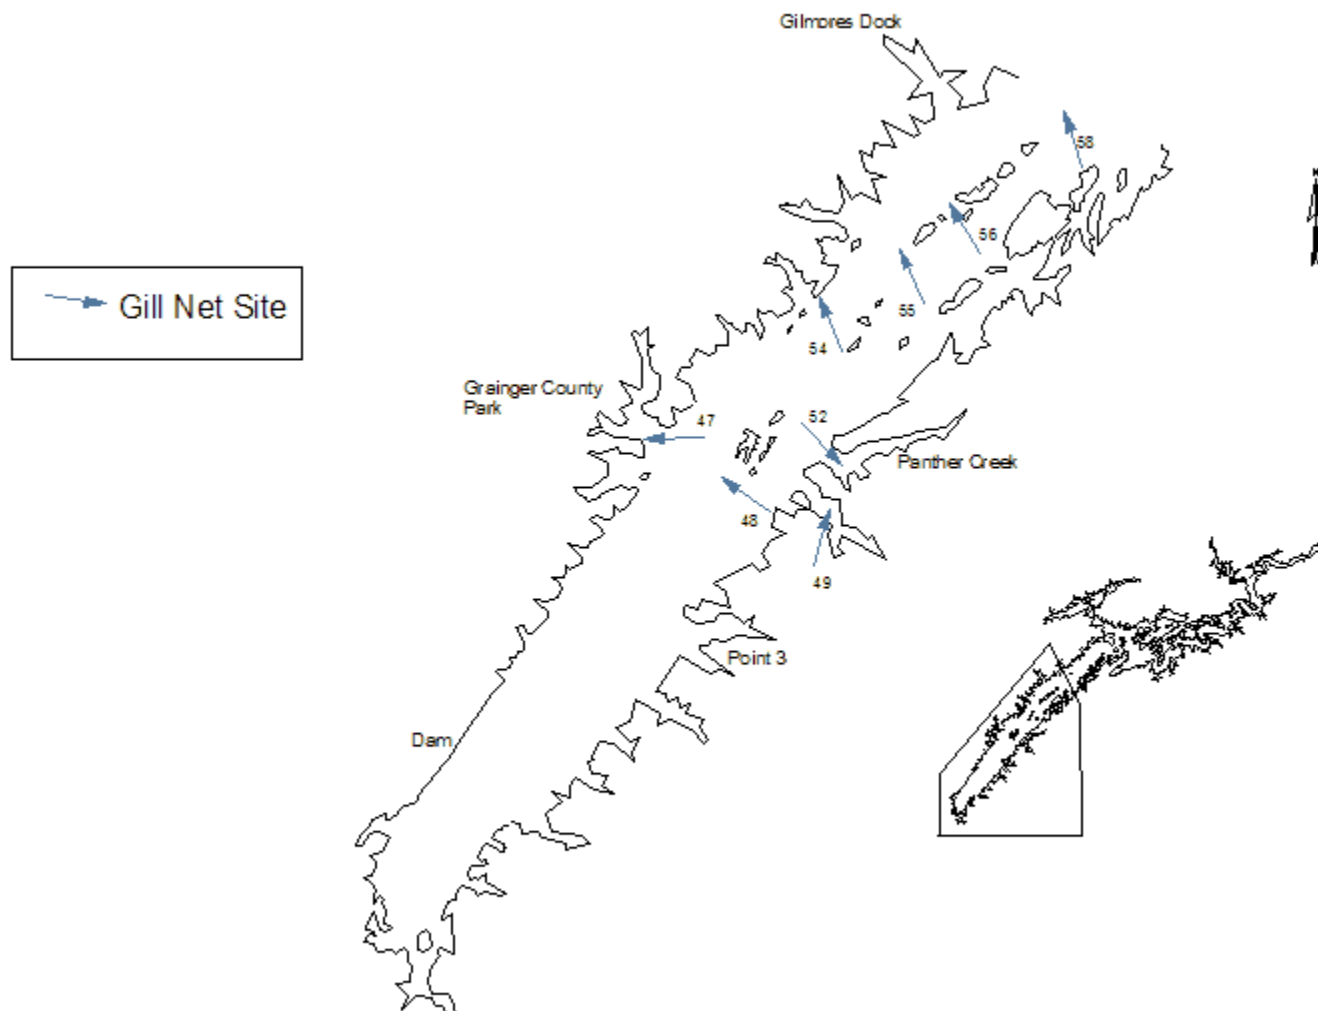 Gilmores Dock
58
56
Gill Net Site
55
54
Grainger County
Park
47
52
Panther Creek
48
49
Point 3
Dam